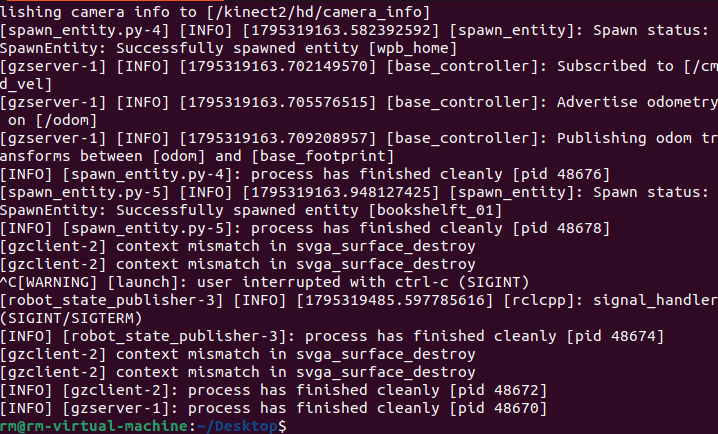 lishing camera info to [/kinect2/hd/camera_info]
[spawn_entity.py-4] [INFO] [1795319163.582392592] [spawn_entity]: Spawn status:
SpawnEntity: Successfully spawned entity [wpb_home]
[gzserver-1] [INFO] [1795319163.702149570] [base_controller]: Subscribed to [/cm
d_vel]
[gzserver-1] [INFO] [1795319163.705576515] [base_controller]: Advertise odometry
 on [/odom]
[gzserver-1] [INFO] [1795319163.709208957] [base_controller]: Publishing odom tr
ansforms between [odom] and [base_footprint]
[INFO] [spawn_entity.py-4]: process has finished cleanly [pid 48676]
[spawn_entity.py-5] [INFO] [1795319163.948127425] [spawn_entity]: Spawn status:
SpawnEntity: Successfully spawned entity [bookshelft_01]
[INFO] [spawn_entity.py-5]: process has finished cleanly [pid 48678]
[gzclient-2] context mismatch in svga_surface_destroy
[gzclient-2] context mismatch in svga_surface_destroy
^C[WARNING] [launch]: user interrupted with ctrl-c (SIGINT)
[robot_state_publisher-3] [INFO] [1795319485.597785616] [rclcpp]: signal_handler
(SIGINT/SIGTERM)
[INFO] [robot_state_publisher-3]: process has finished cleanly [pid 48674]
[gzclient-2] context mismatch in svga_surface_destroy
[gzclient-2] context mismatch in svga_surface_destroy
[INFO] [gzclient-2]: process has finished cleanly [pid 48672]
[INFO] [gzserver-1]: process has finished cleanly [pid 48670]
rm@rm-virtual-machine:~/Desktop$